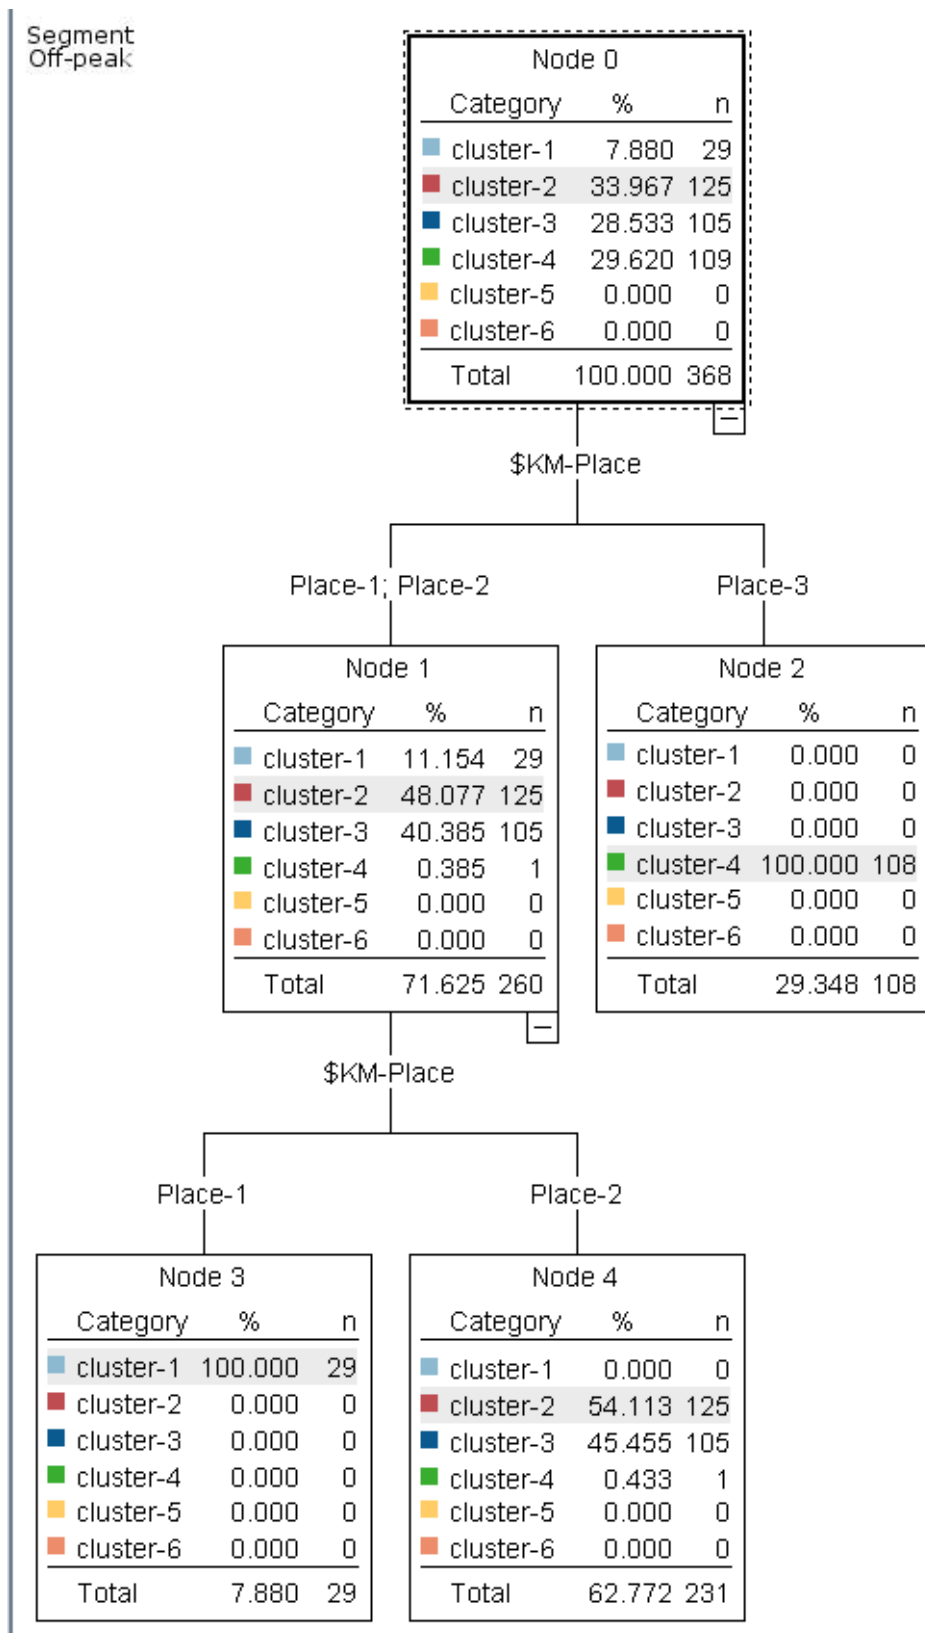 Segment
Off-peak
Node 0
Category % n
cluster-1 7.880 29
cluster-2 33.967 125
cluster-3 28.533 105
cluster-4 29.620 109
cluster-5 0.000 0
cluster-6 0.000 0
Total 100.000 368
$KM-Place
Place-1; Place-2
Place-3
Node 1
Category % n
cluster-1 11.154 29
cluster-2 48.077 125
cluster-3 40.385 105
cluster-4 0.385 1
cluster-5 0.000 0
cluster-6 0.000 0
Total 71.625 260
Node 2
Category % n
cluster-1 0.000 0
cluster-2 0.000 0
cluster-3 0.000 0
cluster-4 100.000 108
cluster-5 0.000 0
cluster-6 0.000 0
Total 29.348 108
$KM-Place
Place-1
Place-2
Node 3
Category % n
cluster-1 100.000 29
cluster-2 0.000 0
cluster-3 0.000 0
cluster-4 0.000 0
cluster-5 0.000 0
cluster-6 0.000 0
Total 7.880 29
Node 4
Category % n
cluster-1 0.000 0
cluster-2 54.113 125
cluster-3 45.455 105
cluster-4 0.433 1
cluster-5 0.000 0
cluster-6 0.000 0
Total 62.772 231